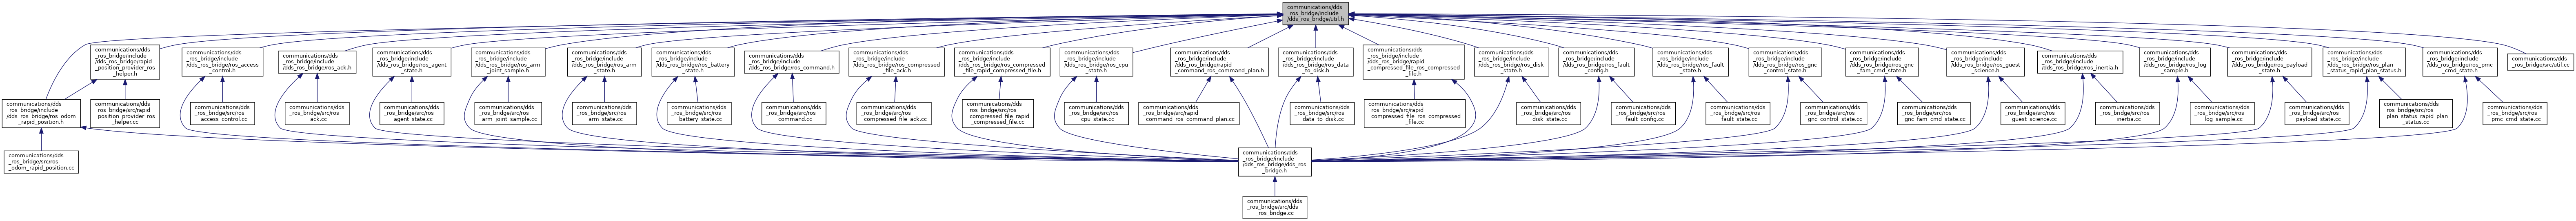 communications/dds
_ros_bridge/include
/dds_ros_bridge/util.h
communications/dds
_ros_bridge/include
/dds_ros_bridge/rapid
_position_provider_ros
_helper.h
communications/dds
_ros_bridge/include
/dds_ros_bridge/ros_access
_control.h
communications/dds
_ros_bridge/include
/dds_ros_bridge/ros_ack.h
communications/dds
_ros_bridge/include
/dds_ros_bridge/ros_agent
_state.h
communications/dds
_ros_bridge/include
/dds_ros_bridge/ros_arm
_joint_sample.h
communications/dds
_ros_bridge/include
/dds_ros_bridge/ros_arm
_state.h
communications/dds
_ros_bridge/include
/dds_ros_bridge/ros_battery
_state.h
communications/dds
_ros_bridge/include
/dds_ros_bridge/ros_command.h
communications/dds
_ros_bridge/include
/dds_ros_bridge/ros_compressed
_file_ack.h
communications/dds
_ros_bridge/include
/dds_ros_bridge/ros_compressed
_file_rapid_compressed_file.h
communications/dds
_ros_bridge/include
/dds_ros_bridge/ros_cpu
_state.h
communications/dds
_ros_bridge/include
/dds_ros_bridge/rapid
_command_ros_command_plan.h
communications/dds
_ros_bridge/include
/dds_ros_bridge/ros_data
_to_disk.h
communications/dds
_ros_bridge/include
/dds_ros_bridge/rapid
_compressed_file_ros_compressed
_file.h
communications/dds
_ros_bridge/include
/dds_ros_bridge/ros_disk
_state.h
communications/dds
_ros_bridge/include
/dds_ros_bridge/ros_fault
_config.h
communications/dds
_ros_bridge/include
/dds_ros_bridge/ros_fault
_state.h
communications/dds
_ros_bridge/include
/dds_ros_bridge/ros_gnc
_control_state.h
communications/dds
_ros_bridge/include
/dds_ros_bridge/ros_gnc
_fam_cmd_state.h
communications/dds
_ros_bridge/include
/dds_ros_bridge/ros_guest
_science.h
communications/dds
_ros_bridge/include
/dds_ros_bridge/ros_inertia.h
communications/dds
_ros_bridge/include
/dds_ros_bridge/ros_log
_sample.h
communications/dds
_ros_bridge/include
/dds_ros_bridge/ros_payload
_state.h
communications/dds
_ros_bridge/include
/dds_ros_bridge/ros_plan
_status_rapid_plan_status.h
communications/dds
_ros_bridge/include
/dds_ros_bridge/ros_pmc
_cmd_state.h
communications/dds
_ros_bridge/src/util.cc
communications/dds
_ros_bridge/include
/dds_ros_bridge/ros_odom
_rapid_position.h
communications/dds
_ros_bridge/src/rapid
_position_provider_ros
_helper.cc
communications/dds
_ros_bridge/src/ros
_access_control.cc
communications/dds
_ros_bridge/src/ros
_ack.cc
communications/dds
_ros_bridge/src/ros
_agent_state.cc
communications/dds
_ros_bridge/src/ros
_arm_joint_sample.cc
communications/dds
_ros_bridge/src/ros
_arm_state.cc
communications/dds
_ros_bridge/src/ros
_battery_state.cc
communications/dds
_ros_bridge/src/ros
_command.cc
communications/dds
_ros_bridge/src/ros
_compressed_file_ack.cc
communications/dds
_ros_bridge/src/ros
_compressed_file_rapid
_compressed_file.cc
communications/dds
_ros_bridge/src/ros
_cpu_state.cc
communications/dds
_ros_bridge/src/rapid
_command_ros_command_plan.cc
communications/dds
_ros_bridge/src/ros
_data_to_disk.cc
communications/dds
_ros_bridge/src/rapid
_compressed_file_ros_compressed
_file.cc
communications/dds
_ros_bridge/src/ros
_disk_state.cc
communications/dds
_ros_bridge/src/ros
_fault_config.cc
communications/dds
_ros_bridge/src/ros
_fault_state.cc
communications/dds
_ros_bridge/src/ros
_gnc_control_state.cc
communications/dds
_ros_bridge/src/ros
_gnc_fam_cmd_state.cc
communications/dds
_ros_bridge/src/ros
_guest_science.cc
communications/dds
_ros_bridge/src/ros
_inertia.cc
communications/dds
_ros_bridge/src/ros
_log_sample.cc
communications/dds
_ros_bridge/src/ros
_payload_state.cc
communications/dds
_ros_bridge/src/ros
_plan_status_rapid_plan
_status.cc
communications/dds
_ros_bridge/src/ros
_pmc_cmd_state.cc
communications/dds
_ros_bridge/src/ros
_odom_rapid_position.cc
communications/dds
_ros_bridge/include
/dds_ros_bridge/dds_ros
_bridge.h
communications/dds
_ros_bridge/src/dds
_ros_bridge.cc